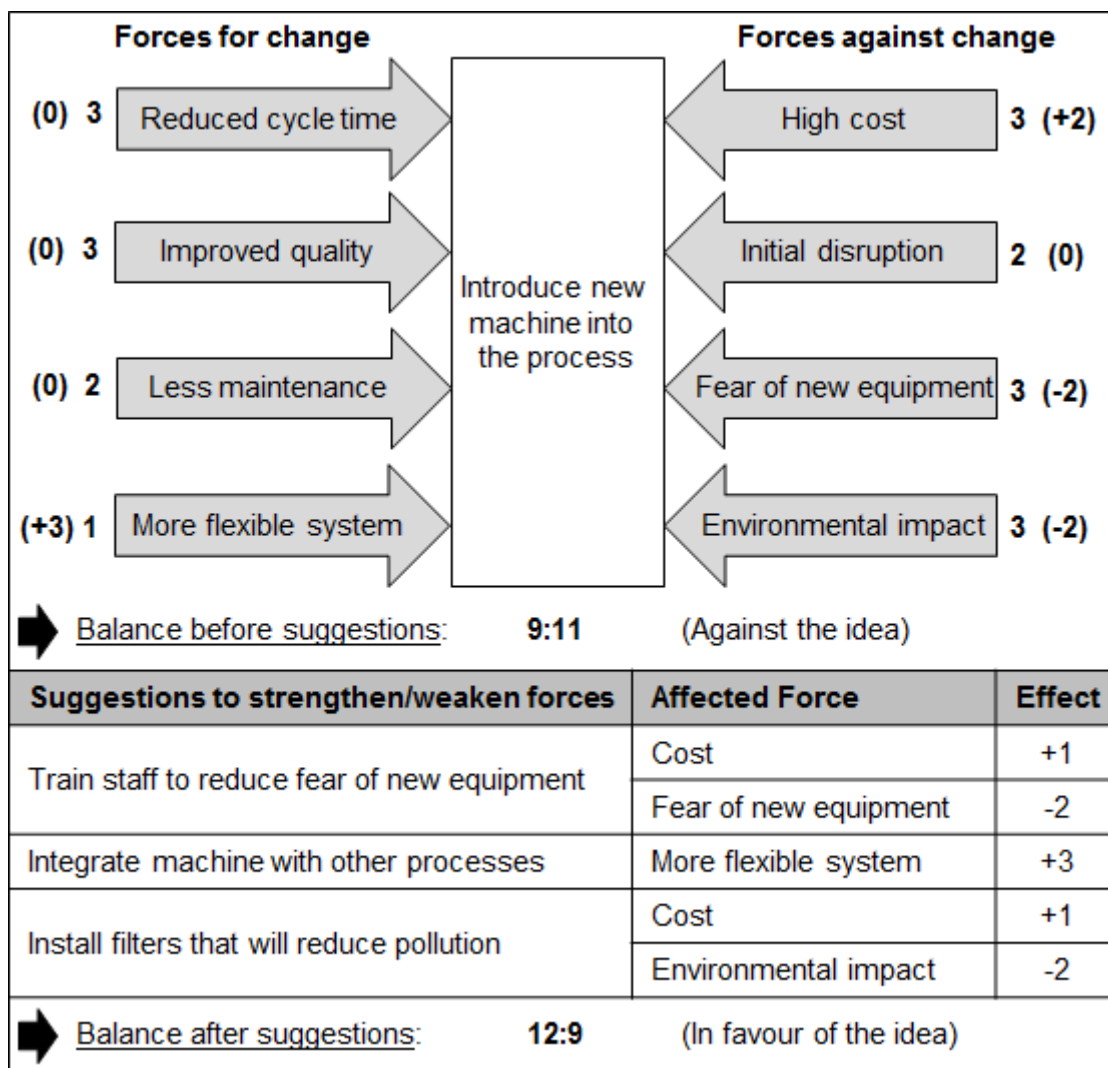 Forces for change Forces against change
(0) 3 Reduced cycle time High cost 3 (+2)
(0) 3 Improved quality Initial disruption 2 (0)
Introduce new
machine into
the process
(0) 2 Less maintenance Fear of new equipment 3 (-2)
(+3) 1 More flexible system Environmental impact 3 (-2)
Balance before suggestions: 9:11 (Against the idea)
Suggestions to strengthen/weaken forces Affected Force Effect
Train staff to reduce fear of new equipment
Cost +1
Fear of new equipment -2
Integrate machine with other processes More flexible system +3
Install filters that will reduce pollution
Cost +1
Environmental impact -2
Balance after suggestions: 12:9 (In favour of the idea)